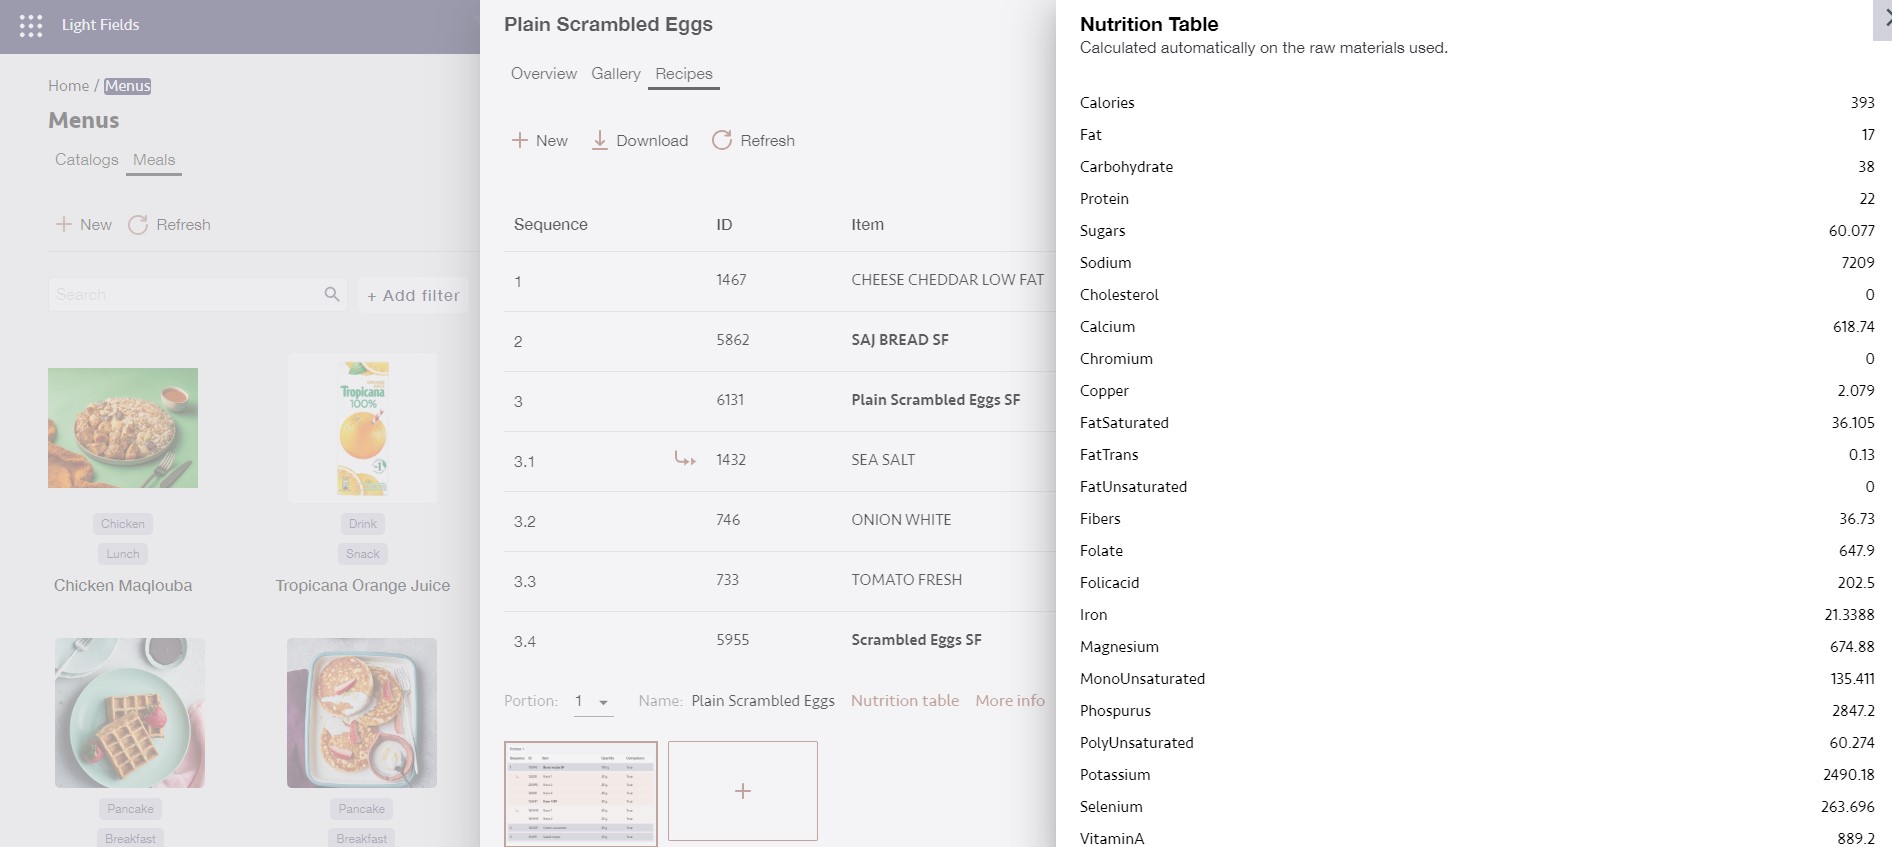 Light Fields
Home / Menus
Menus
Catalogs Meals
New Refresh
Search + Add filter
Tropicana
100%
Chicken
Lunch
Chicken Maqlouba
Drink
Snack
Tropicana Orange Juice
Pancake
Breakfast
Pancake
Breakfast
Plain Scrambled Eggs
Overview Gallery Recipes
New Download Refresh
Sequence ID Item
1 1467 CHEESE CHEDDAR LOW FAT
2 5862 SAJ BREAD SF
3 6131 Plain Scrambled Eggs SF
3.1 1432 SEA SALT
3.2 746 ONION WHITE
3.3 733 TOMATO FRESH
3.4 5955 Scrambled Eggs SF
Portion: 1 Name: Plain Scrambled Eggs Nutrition table More info
Nutrition Table
Calculated automatically on the raw materials used.
Calories 393
Fat 17
Carbohydrate 38
Protein 22
Sugars 60.077
Sodium 7209
Cholesterol 0
Calcium 618.74
Chromium 0
Copper 2.079
FatSaturated 36.105
FatTrans 0.13
FatUnsaturated 0
Fibers 36.73
Folate 647.9
Folicacid 202.5
Iron 21.3388
Magnesium 674.88
MonoUnsaturated 135.411
Phospurus 2847.2
PolyUnsaturated 60.274
Potassium 2490.18
Selenium 263.696
VitaminA 889.2